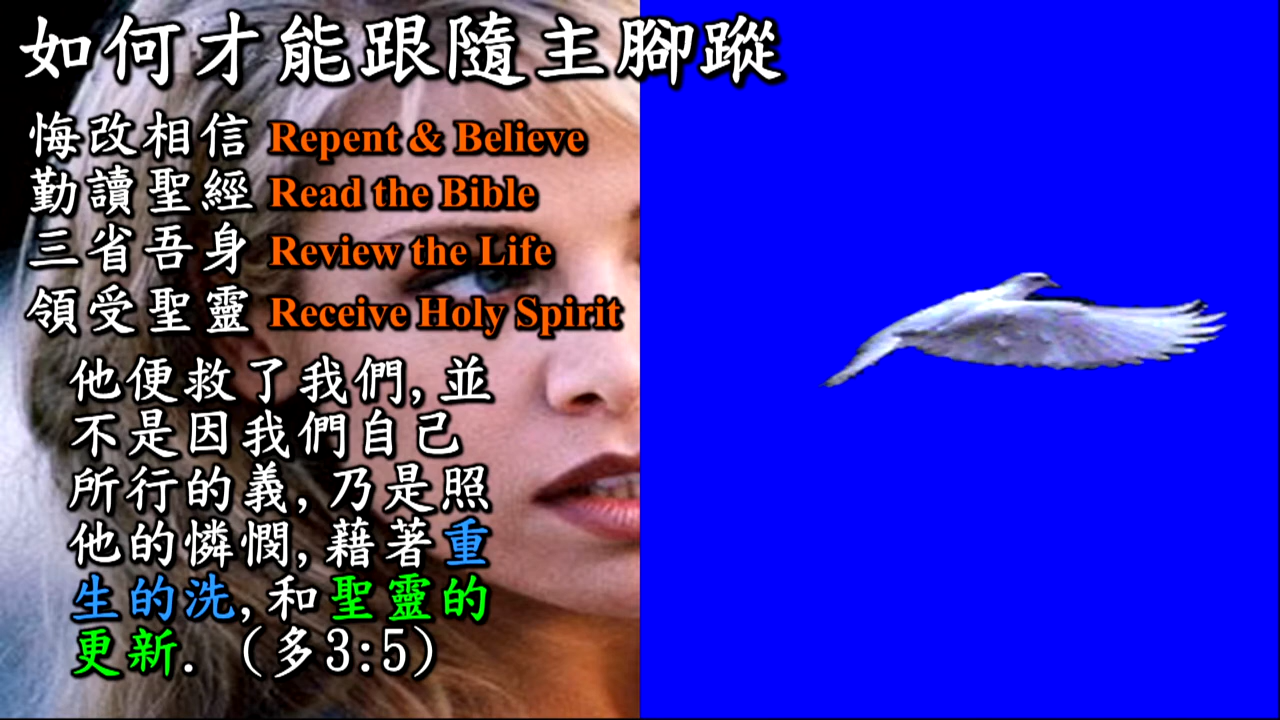 如何才能跟隨主腳蹤
悔改相信 Repent & Believe
勤讀聖經 Read the Bible
三省吾身 Review the Life
領受聖靈 Receive Holy Spirit
他便救了我們,並
不是因我們自己
所行的義,乃是照
他的憐憫,藉著重
生的洗,和聖靈的
更新. (多3:5)